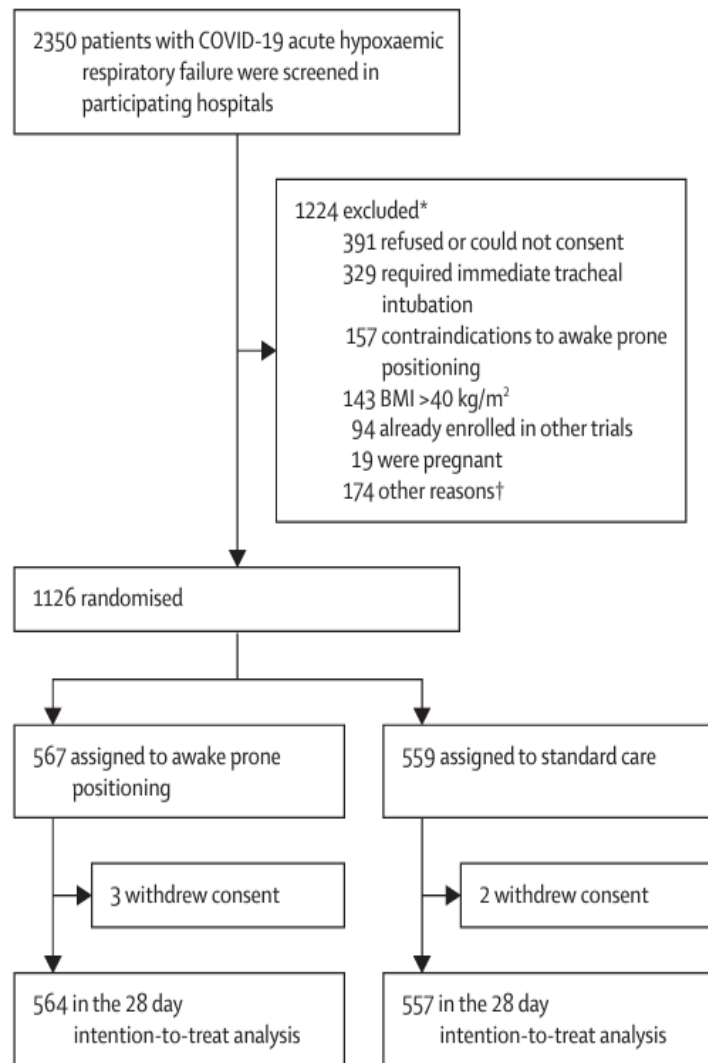 2350 patients with COVID-19 acute hypoxaemic
respiratory failure were screened in
participating hospitals
1224 excluded*
391 refused or could not consent
329 required immediate tracheal
intubation
157 contraindications to awake prone
positioning
143 BMI >40 kg/m²
94 already enrolled in other trials
19 were pregnant
174 other reasons†
1126 randomised
567 assigned to awake prone
positioning
559 assigned to standard care
3 withdrew consent
2 withdrew consent
564 in the 28 day
intention-to-treat analysis
557 in the 28 day
intention-to-treat analysis